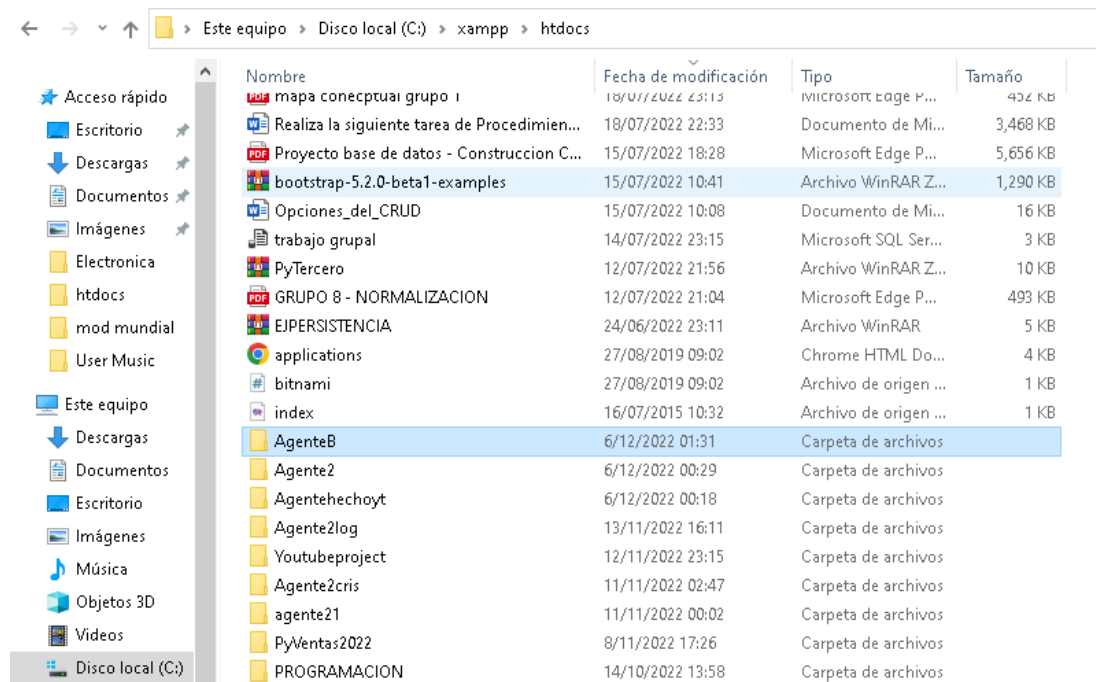 Este equipo > Disco local (C:) > xampp > htdocs
Nombre Fecha de modificación Tipo Tamaño
Acceso rápido
Escritorio
Descargas
Documentos
Imágenes
Electronica
htdocs
mod mundial
User Music
Este equipo
Descargas
Documentos
Escritorio
Imágenes
Música
Objetos 3D
Videos
Disco local (C:)
mapa conecptual grupo 1 18/07/2022 23:13 Microsoft Edge P... 452 KB
Realiza la siguiente tarea de Procedimien... 18/07/2022 22:33 Documento de Mi... 3,468 KB
Proyecto base de datos - Construccion C... 15/07/2022 18:28 Microsoft Edge P... 5,656 KB
bootstrap-5.2.0-beta1-examples 15/07/2022 10:41 Archivo WinRAR Z... 1,290 KB
Opciones_del_CRUD 15/07/2022 10:08 Documento de Mi... 16 KB
trabajo grupal 14/07/2022 23:15 Microsoft SQL Ser... 3 KB
PyTercero 12/07/2022 21:56 Archivo WinRAR Z... 10 KB
GRUPO 8 - NORMALIZACION 12/07/2022 21:04 Microsoft Edge P... 493 KB
EJPERSISTENCIA 24/06/2022 23:11 Archivo WinRAR 5 KB
applications 27/08/2019 09:02 Chrome HTML Do... 4 KB
bitnami 27/08/2019 09:02 Archivo de origen ... 1 KB
index 16/07/2015 10:32 Archivo de origen ... 1 KB
AgenteB 6/12/2022 01:31 Carpeta de archivos
Agente2 6/12/2022 00:29 Carpeta de archivos
Agentehechoyt 6/12/2022 00:18 Carpeta de archivos
Agente2log 13/11/2022 16:11 Carpeta de archivos
Youtubeproject 12/11/2022 23:15 Carpeta de archivos
Agente2cris 11/11/2022 02:47 Carpeta de archivos
agente21 11/11/2022 00:02 Carpeta de archivos
PyVentas2022 8/11/2022 17:26 Carpeta de archivos
PROGRAMACION 14/10/2022 13:58 Carpeta de archivos